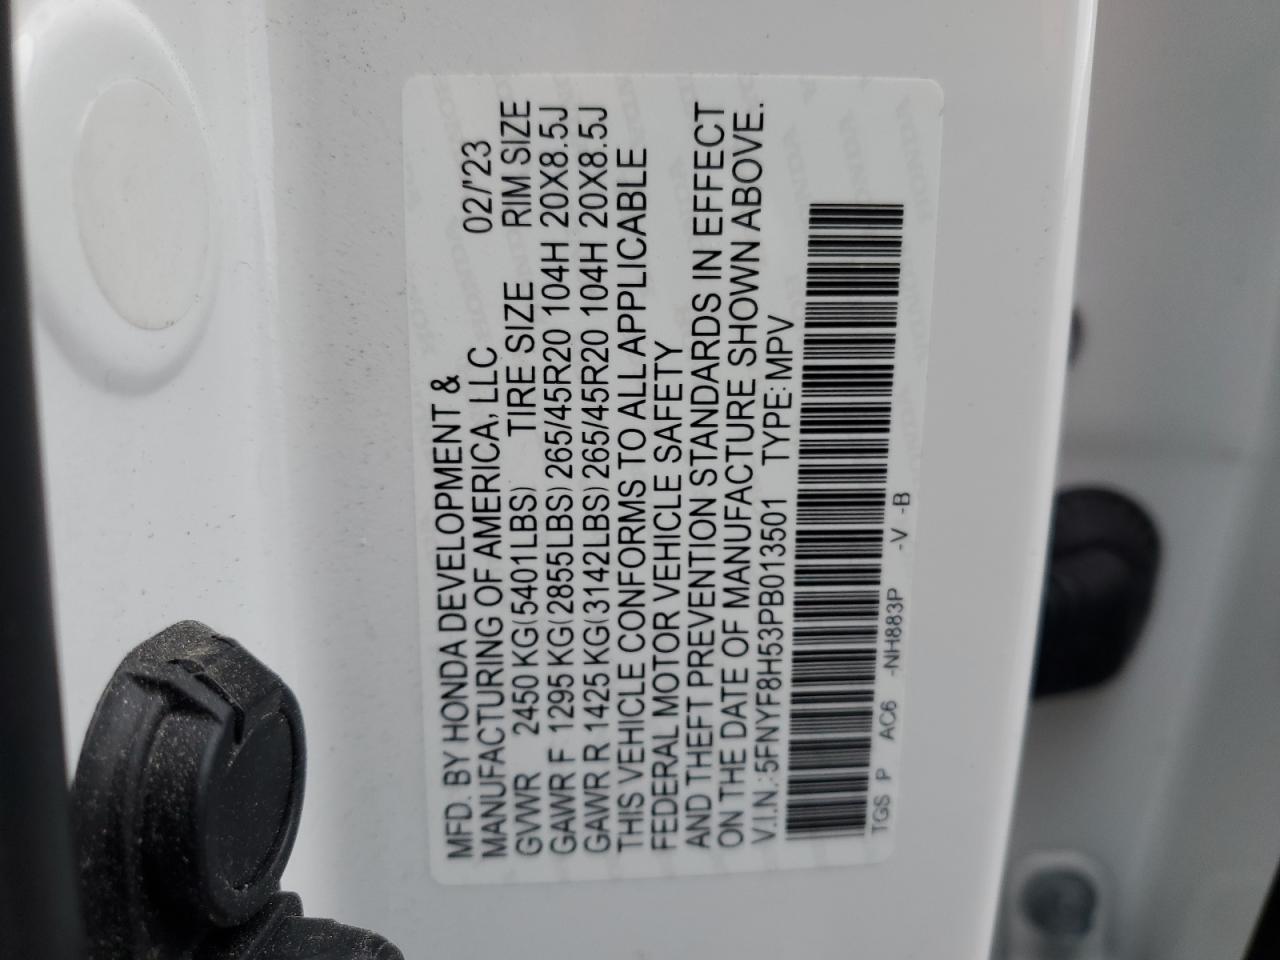 MFD. BY HONDA DEVELOPMENT &
MANUFACTURING OF AMERICA, LLC 02/'23
GVWR 2450 KG(5401LBS) TIRE SIZE RIM SIZE
GAWR F 1295 KG(2855LBS) 265/45R20 104H 20X8.5J
GAWR R 1425 KG(3142LBS) 265/45R20 104H 20X8.5J
THIS VEHICLE CONFORMS TO ALL APPLICABLE
FEDERAL MOTOR VEHICLE SAFETY
AND THEFT PREVENTION STANDARDS IN EFFECT
ON THE DATE OF MANUFACTURE SHOWN ABOVE.
V.I.N.: 5FNYF8H53PB013501 TYPE: MPV
TGS P AC6 -NH883P -V -B